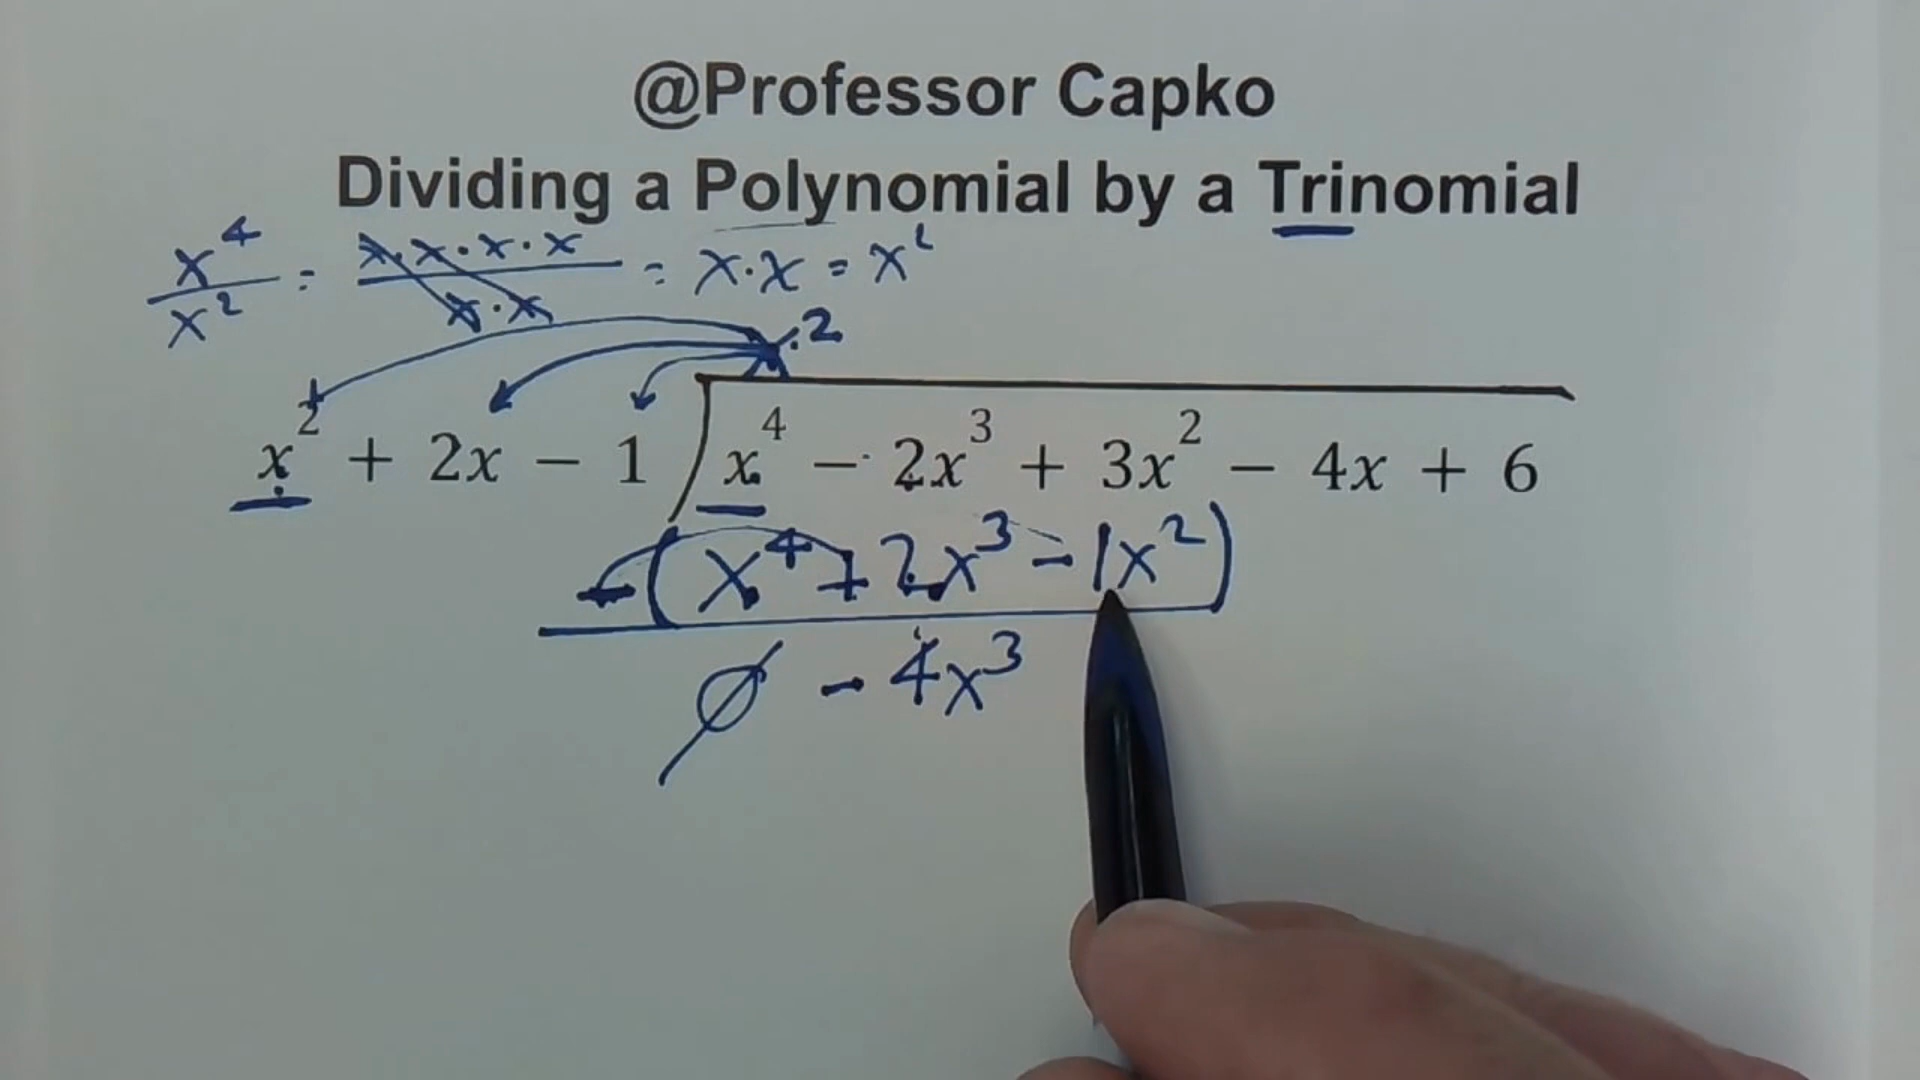 @Professor Capko
Dividing a Polynomial by a Trinomial
x⁴/x² = x·x·x·x/x·x = x·x = x²
x²
x² + 2x − 1 ) x⁴ − 2x³ + 3x² − 4x + 6
-(x⁴ + 2x³ - 1x²)
0 - 4x³